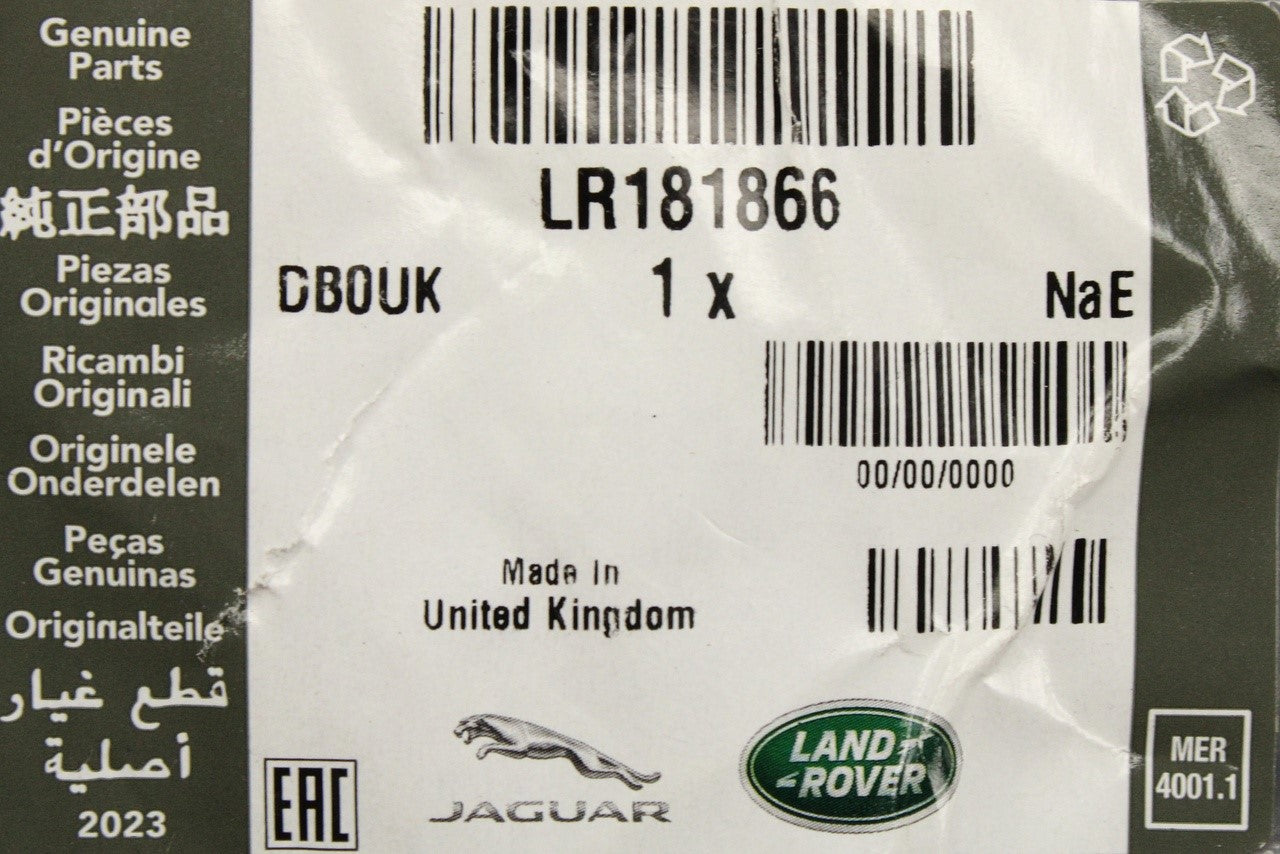 Genuine
Parts
Pièces
d'Origine
純正部品
Piezas
Originales
Ricambi
Originali
Originele
Onderdelen
Peças
Genuinas
Originalteile
قطع غيار
أصلية
2023
LR181866
DB0UK 1 x NaE
00/00/0000
Made In
United Kingdom
EAC
JAGUAR
LAND
ROVER
MER
4001.1